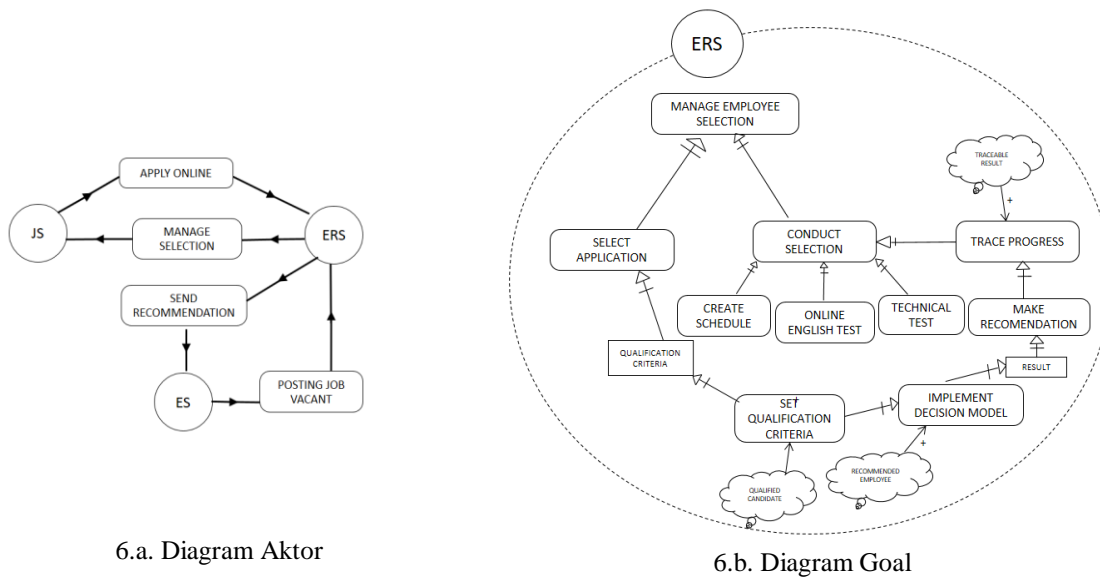 APPLY ONLINE
JS
MANAGE
SELECTION
ERS
SEND
RECOMMENDATION
ES
POSTING JOB
VACANT
6.a. Diagram Aktor
ERS
MANAGE EMPLOYEE
SELECTION
TRACEABLE
RESULT
SELECT
APPLICATION
CONDUCT
SELECTION
TRACE PROGRESS
+
CREATE
SCHEDULE
ONLINE
ENGLISH TEST
TECHNICAL
TEST
MAKE
RECOMENDATION
QUALIFICATION
CRITERIA
RESULT
SET
QUALIFICATION
CRITERIA
IMPLEMENT
DECISION MODEL
+
QUALIFIED
CANDIDATE
RECOMMENDED
EMPLOYEE
6.b. Diagram Goal